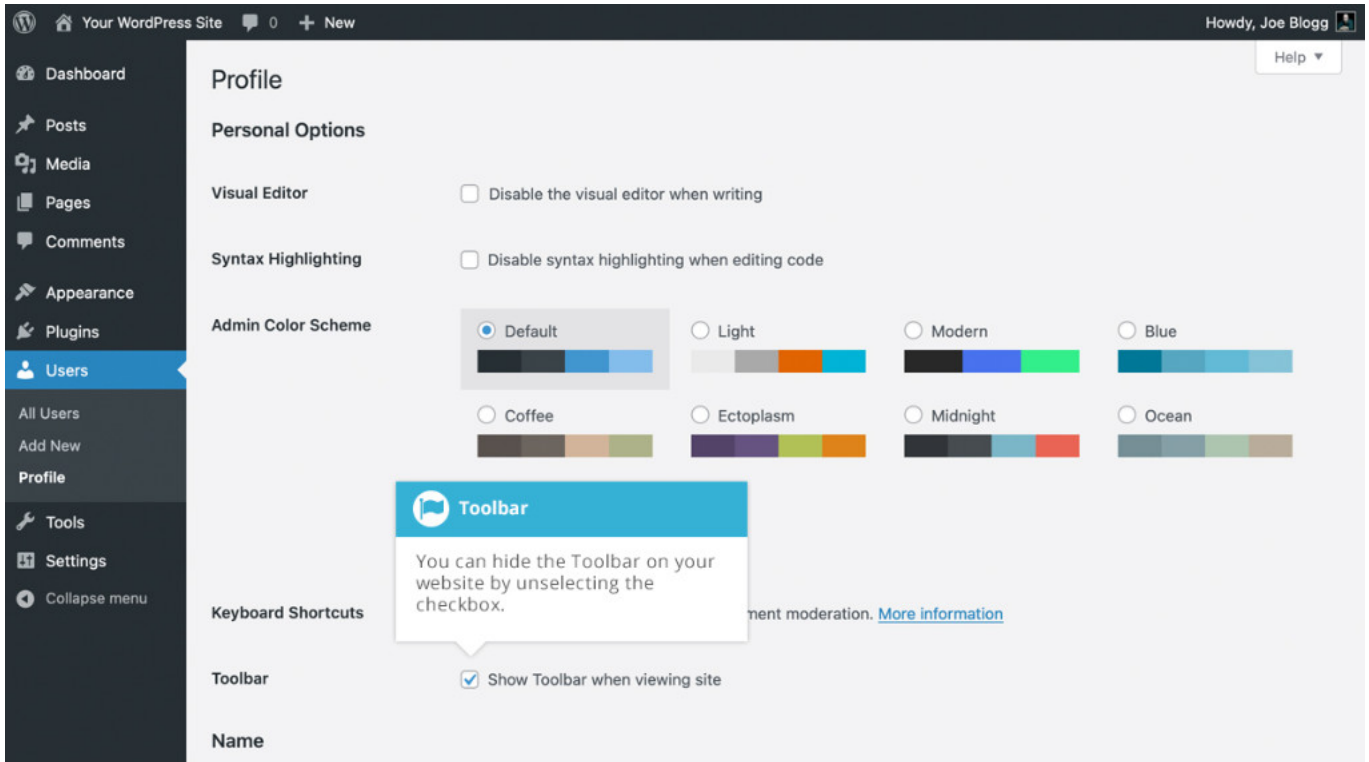 Your WordPress Site 0 + New Howdy, Joe Blogg
Help ▼
Dashboard
Posts
Media
Pages
Comments
Appearance
Plugins
Users
All Users
Add New
Profile
Tools
Settings
Collapse menu
Profile
Personal Options
Visual Editor Disable the visual editor when writing
Syntax Highlighting Disable syntax highlighting when editing code
Admin Color Scheme Default Light Modern Blue
Coffee Ectoplasm Midnight Ocean
Toolbar
You can hide the Toolbar on your
website by unselecting the
checkbox.
Keyboard Shortcuts moderation. More information
Toolbar Show Toolbar when viewing site
Name